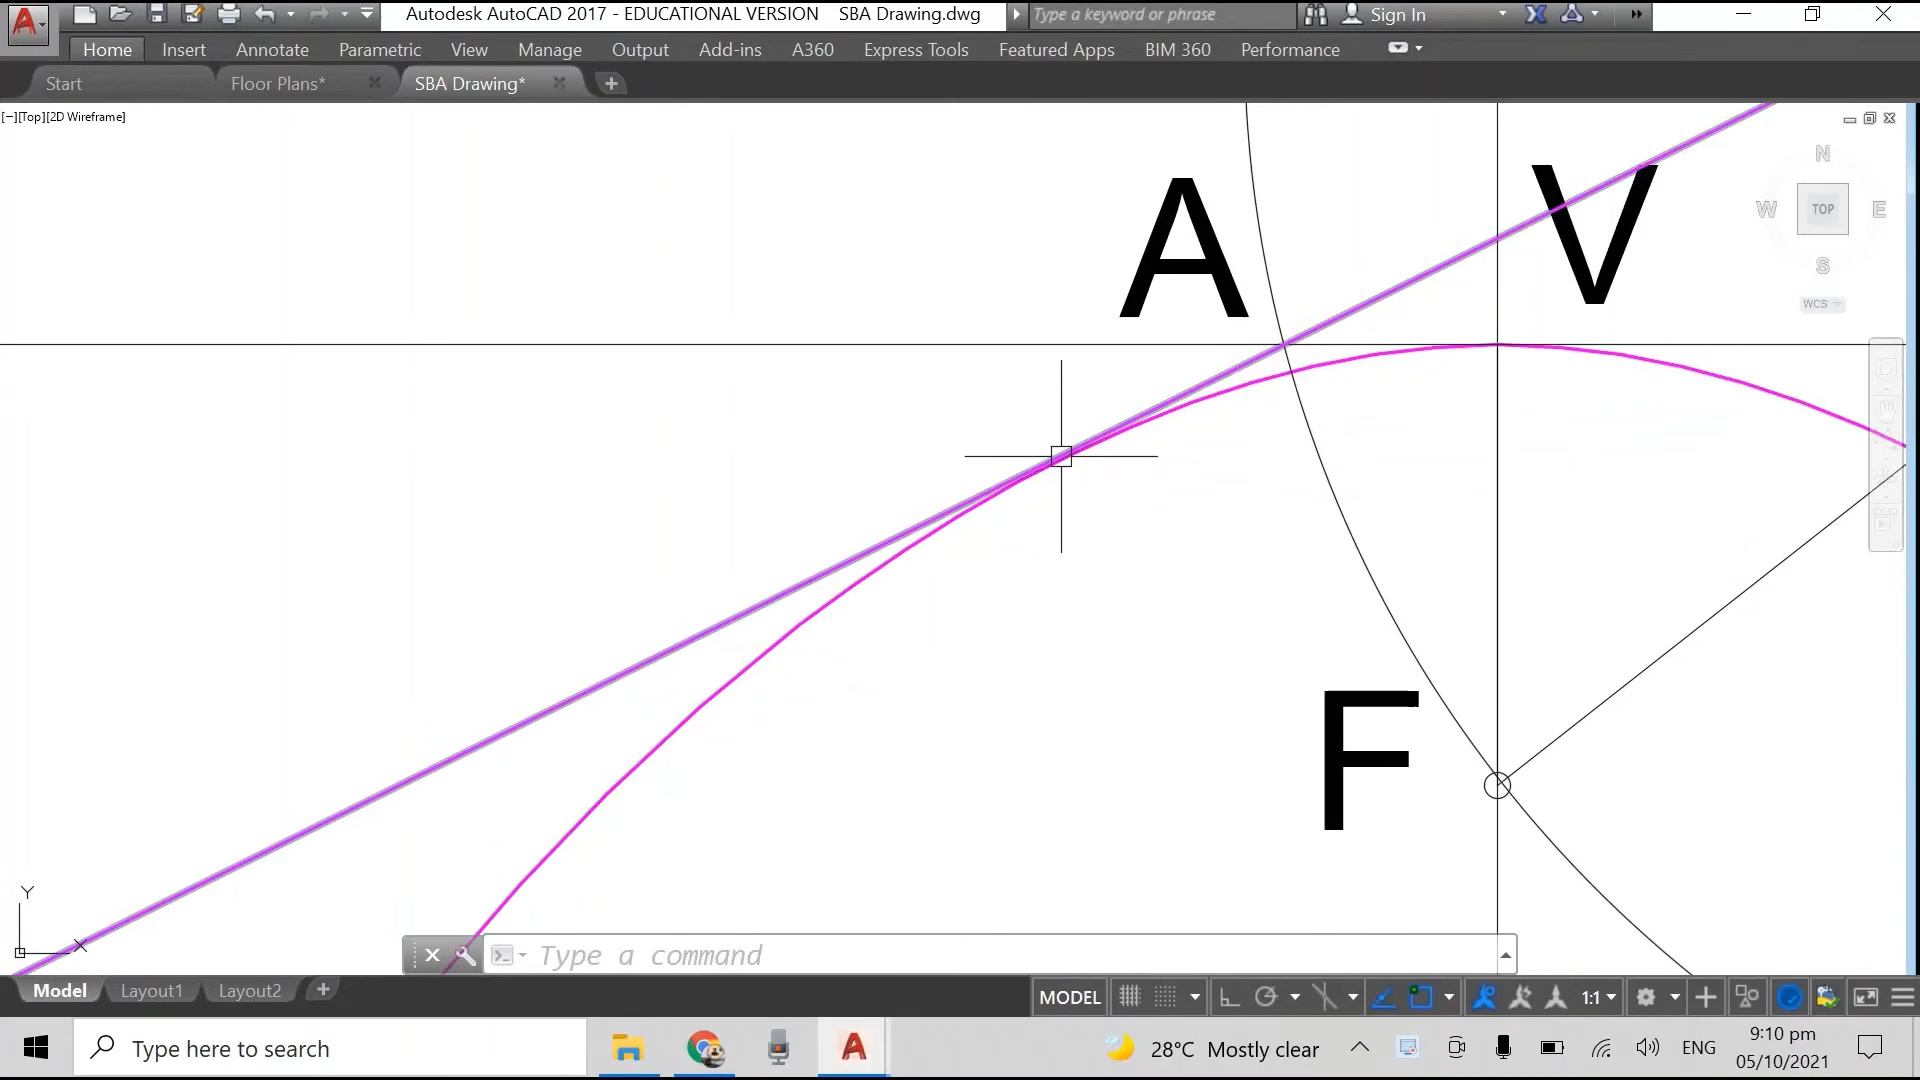 Autodesk AutoCAD 2017 - EDUCATIONAL VERSION SBA Drawing.dwg
Type a keyword or phrase
Sign In
Home Insert Annotate Parametric View Manage Output Add-ins A360 Express Tools Featured Apps BIM 360 Performance
Start Floor Plans* SBA Drawing*
[−][Top][2D Wireframe]
N
W TOP E
S
WCS
A V
F
Y
X
Type a command
Model Layout1 Layout2
MODEL 1:1
Type here to search
28°C Mostly clear
ENG
9:10 pm
05/10/2021